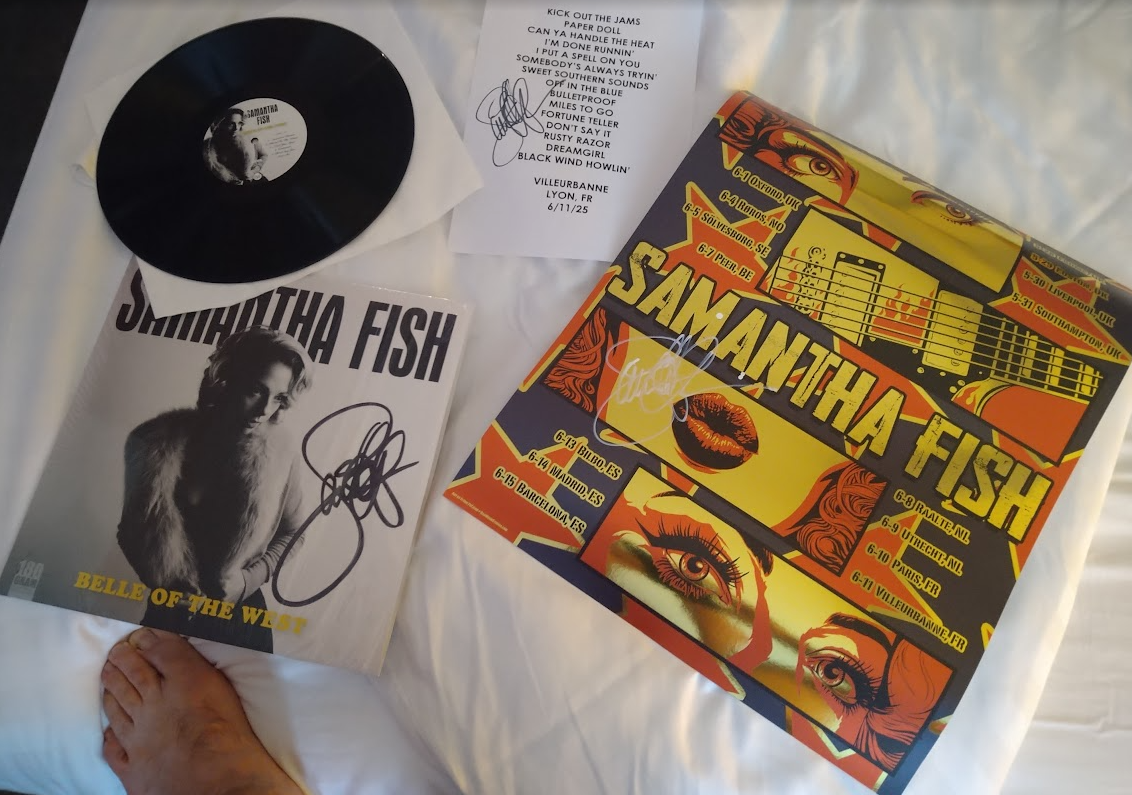 SAMANTHA
FISH
KICK OUT THE JAMS
PAPER DOLL
CAN YA HANDLE THE HEAT
I'M DONE RUNNIN'
I PUT A SPELL ON YOU
SOMEBODY'S ALWAYS TRYIN'
SWEET SOUTHERN SOUNDS
OFF IN THE BLUE
BULLETPROOF
MILES TO GO
FORTUNE TELLER
DON'T SAY IT
RUSTY RAZOR
DREAMGIRL
BLACK WIND HOWLIN'
VILLEURBANNE
LYON, FR
6/11/25
SAMANTHA FISH
180
BELLE OF THE WEST
6-1 OXFORD, UK
6-4 RØROS, NO
6-5 SÖLVESBORG, SE
6-7 PEER, BE
5-30 LIVERPOOL, UK
5-31 SOUTHAMPTON, UK
SAMANTHA FISH
6-13 BILBO, ES
6-14 MADRID, ES
6-15 BARCELONA, ES
6-8 RAALTE, NL
6-9 UTRECHT, NL
6-10 PARIS, FR
6-11 VILLEURBANNE, FR